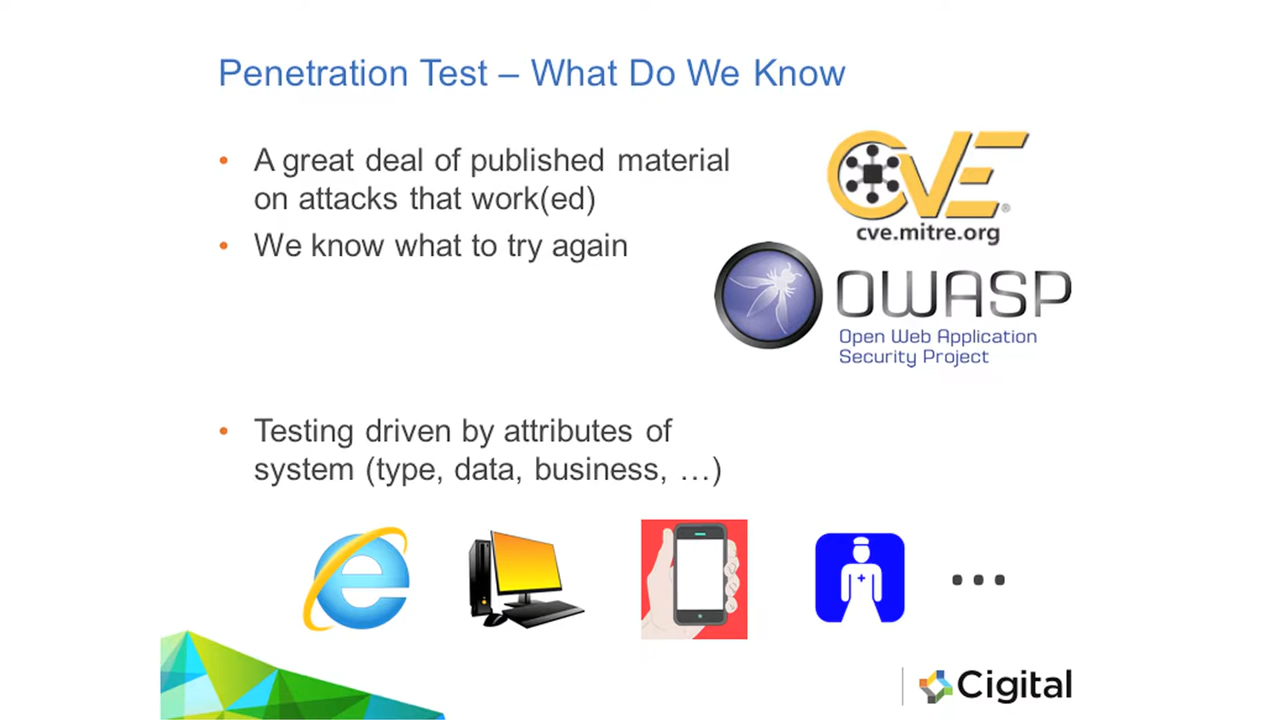 Penetration Test – What Do We Know
• A great deal of published material
on attacks that work(ed)
• We know what to try again
CVE®
cve.mitre.org
OWASP
Open Web Application
Security Project
• Testing driven by attributes of
system (type, data, business, …)
…
Cigital